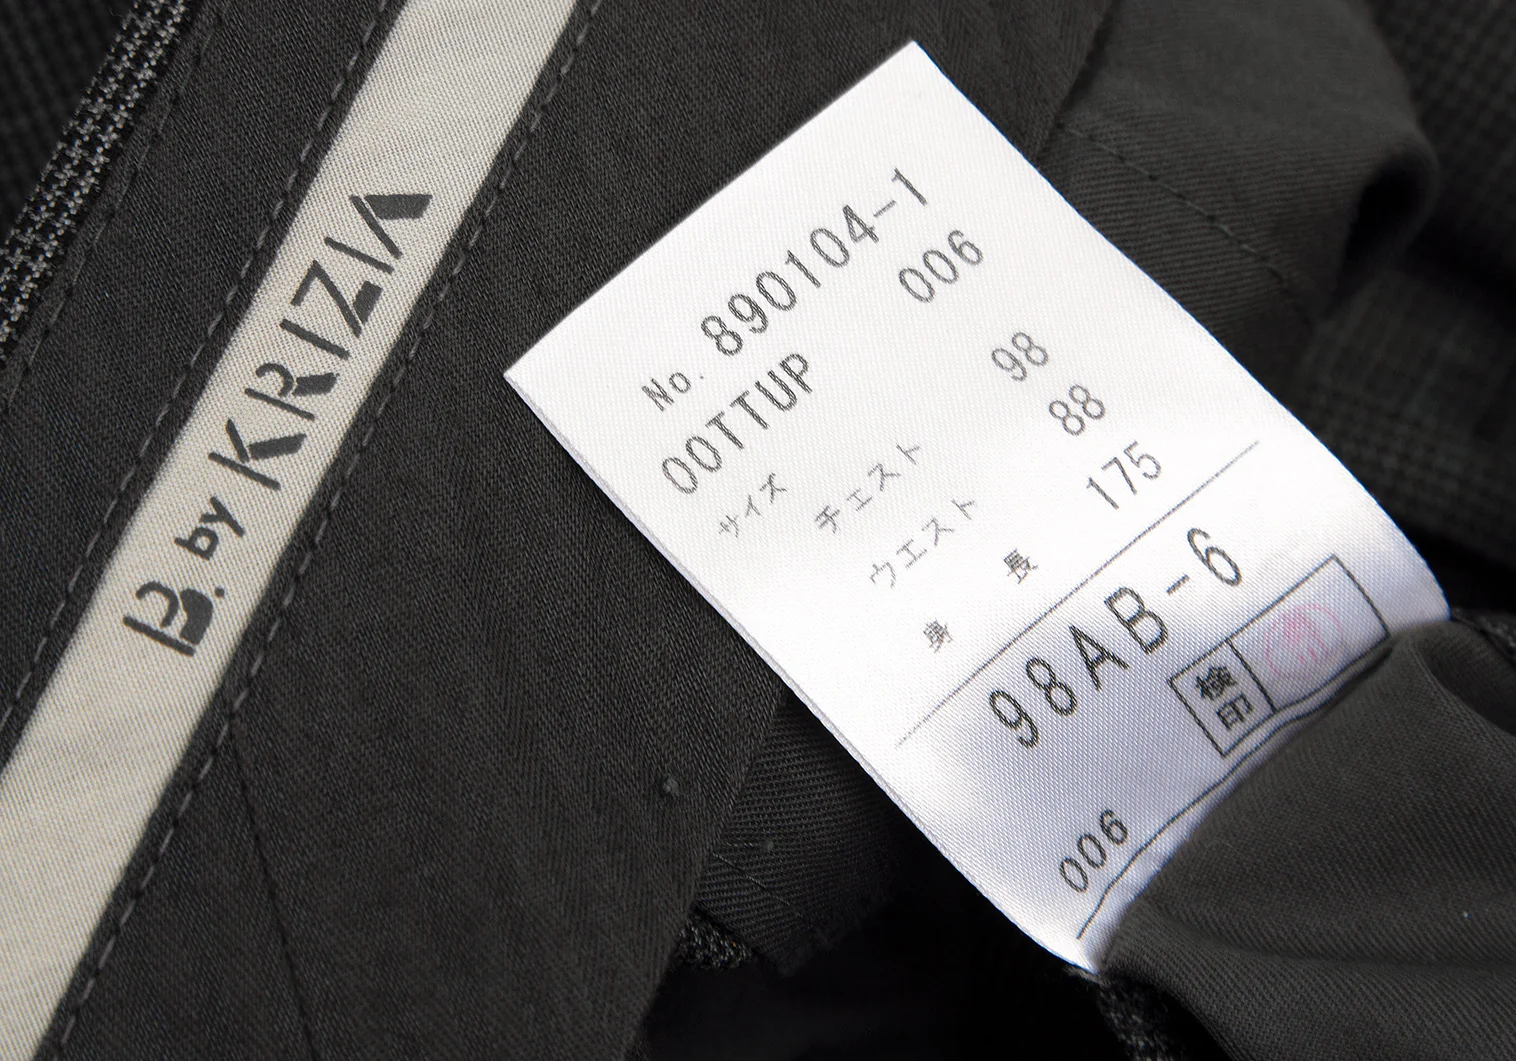 R. by KRIZIA
No. 890104-1
OOTTUP 006
サイズ チェスト 98
ウエスト 88
身長 175
98AB-6
検印
006